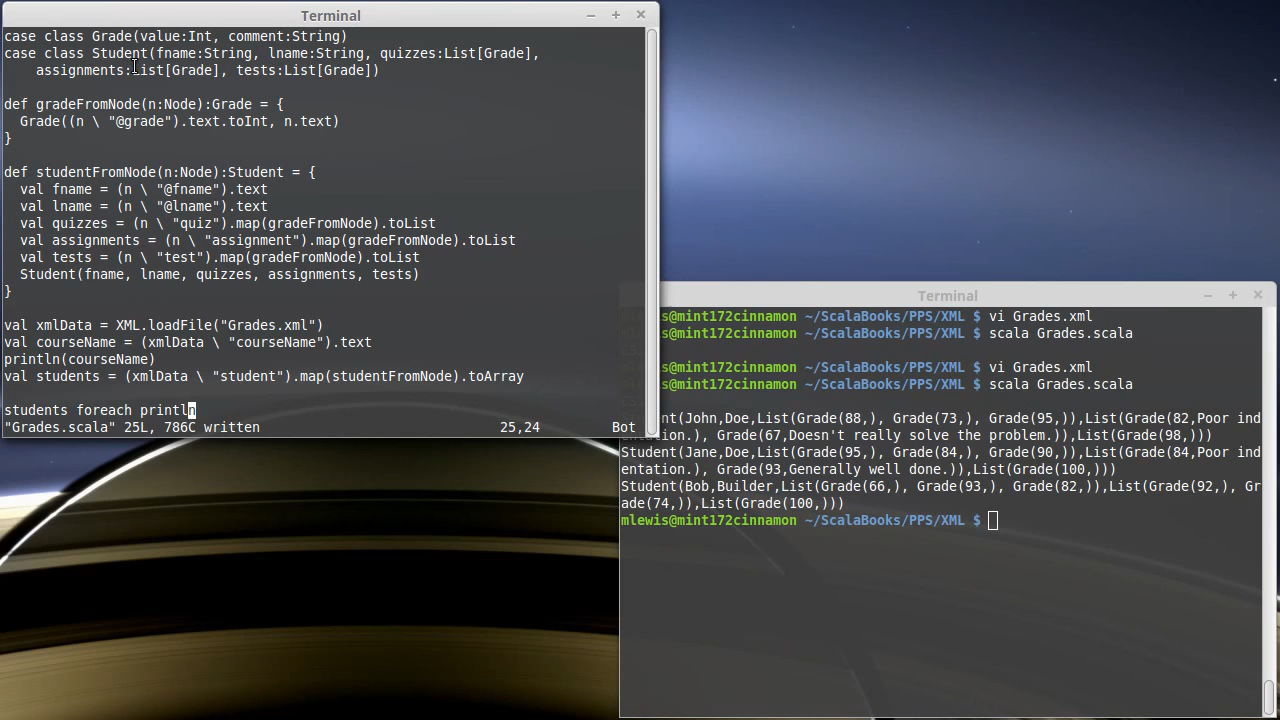 Terminal
case class Grade(value:Int, comment:String)
case class Student(fname:String, lname:String, quizzes:List[Grade],
    assignments:List[Grade], tests:List[Grade])
def gradeFromNode(n:Node):Grade = {
  Grade((n \ "@grade").text.toInt, n.text)
}
def studentFromNode(n:Node):Student = {
  val fname = (n \ "@fname").text
  val lname = (n \ "@lname").text
  val quizzes = (n \ "quiz").map(gradeFromNode).toList
  val assignments = (n \ "assignment").map(gradeFromNode).toList
  val tests = (n \ "test").map(gradeFromNode).toList
  Student(fname, lname, quizzes, assignments, tests)
}
val xmlData = XML.loadFile("Grades.xml")
val courseName = (xmlData \ "courseName").text
println(courseName)
val students = (xmlData \ "student").map(studentFromNode).toArray
students foreach println
"Grades.scala" 25L, 786C written 25,24 Bot
Terminal
s@mint172cinnamon ~/ScalaBooks/PPS/XML $ vi Grades.xml
s@mint172cinnamon ~/ScalaBooks/PPS/XML $ scala Grades.scala
s@mint172cinnamon ~/ScalaBooks/PPS/XML $ vi Grades.xml
s@mint172cinnamon ~/ScalaBooks/PPS/XML $ scala Grades.scala
Student(John,Doe,List(Grade(88,), Grade(73,), Grade(95,)),List(Grade(82,Poor ind
entation.), Grade(67,Doesn't really solve the problem.)),List(Grade(98,)))
Student(Jane,Doe,List(Grade(95,), Grade(84,), Grade(90,)),List(Grade(84,Poor ind
entation.), Grade(93,Generally well done.)),List(Grade(100,)))
Student(Bob,Builder,List(Grade(66,), Grade(93,), Grade(82,)),List(Grade(92,), Gr
ade(74,)),List(Grade(100,)))
mlewis@mint172cinnamon ~/ScalaBooks/PPS/XML $